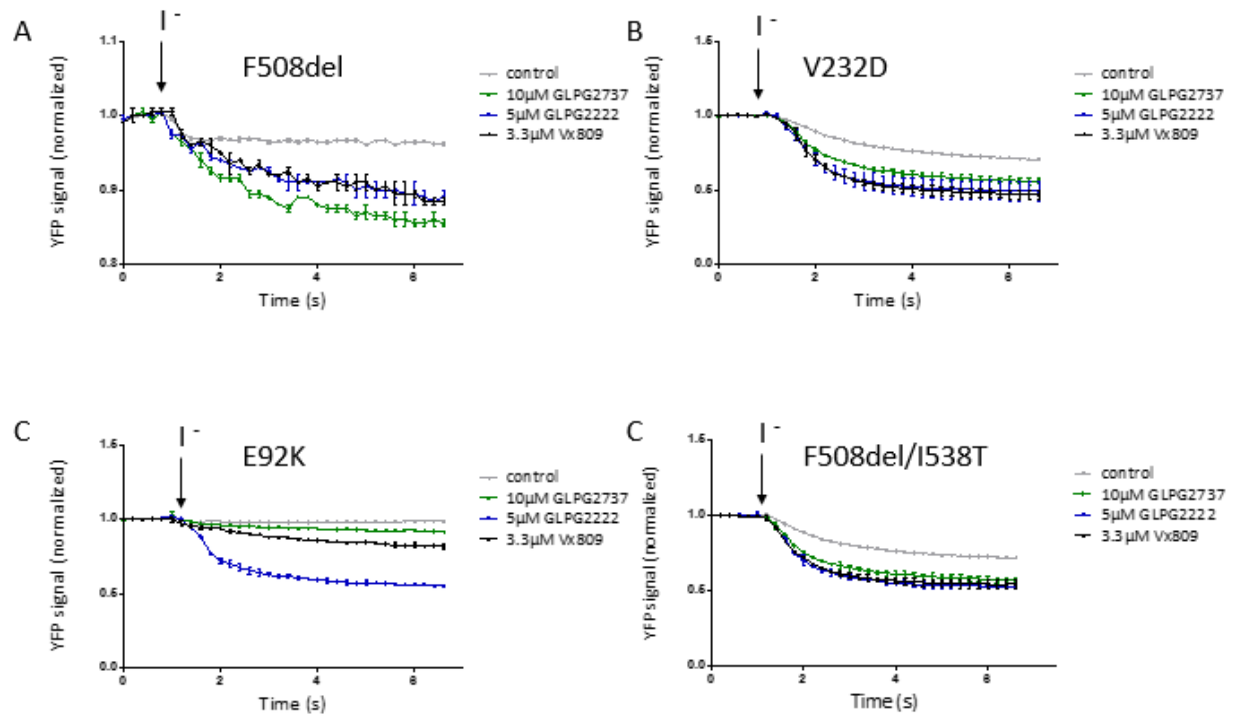 A
I -
F508del
1.1
1.0
0.9
0.8
YFP signal (normalized)
0
2
4
6
Time (s)
control
10µM GLPG2737
5µM GLPG2222
3.3µM Vx809
B
I -
V232D
1.5
1.0
0.5
0.0
YFP signal (normalized)
0
2
4
6
Time (s)
control
10µM GLPG2737
5µM GLPG2222
3.3µM Vx809
C
I -
E92K
1.5
1.0
0.5
0.0
YFP signal (normalized)
0
2
4
6
Time (s)
control
10µM GLPG2737
5µM GLPG2222
3.3µM Vx809
C
I -
F508del/I538T
1.5
1.0
0.5
0.0
YFP signal (normalized)
0
2
4
6
Time (s)
control
10µM GLPG2737
5µM GLPG2222
3.3µM Vx809